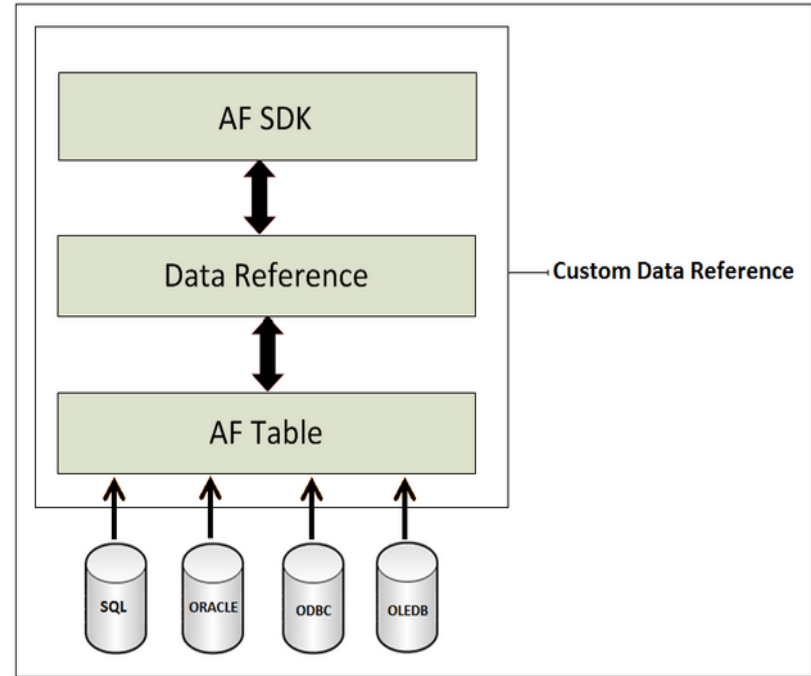 AF SDK
Data Reference
Custom Data Reference
AF Table
SQL
ORACLE
ODBC
OLEDB